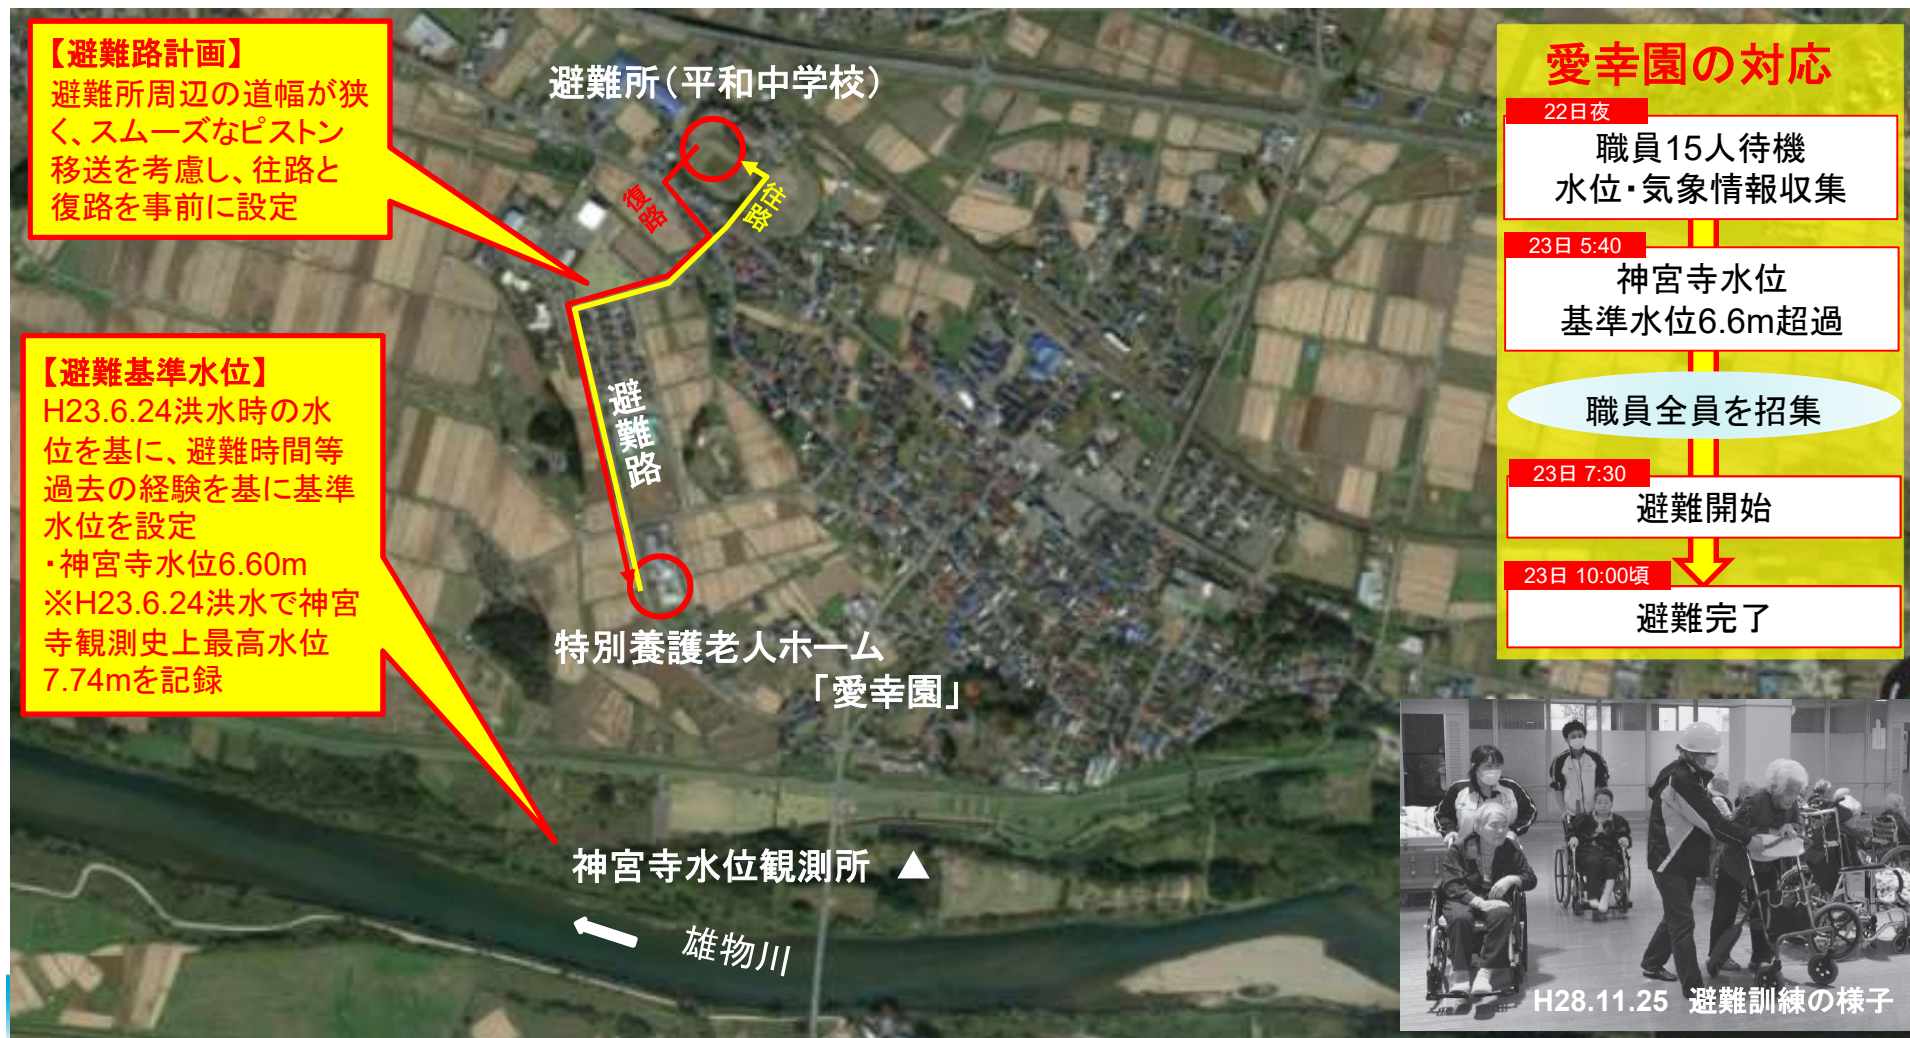 【避難路計画】
避難所周辺の道幅が狭
く、スムーズなピストン
移送を考慮し、往路と
復路を事前に設定
避難所（平和中学校）
復路
往路
避難路
【避難基準水位】
H23.6.24洪水時の水
位を基に、避難時間等
過去の経験を基に基準
水位を設定
・神宮寺水位6.60m
※H23.6.24洪水で神宮
寺観測史上最高水位
7.74mを記録
特別養護老人ホーム
「愛幸園」
神宮寺水位観測所 ▲
雄物川
愛幸園の対応
22日夜
職員15人待機
水位・気象情報収集
23日 5:40
神宮寺水位
基準水位6.6m超過
職員全員を招集
23日 7:30
避難開始
23日 10:00頃
避難完了
H28.11.25 避難訓練の様子